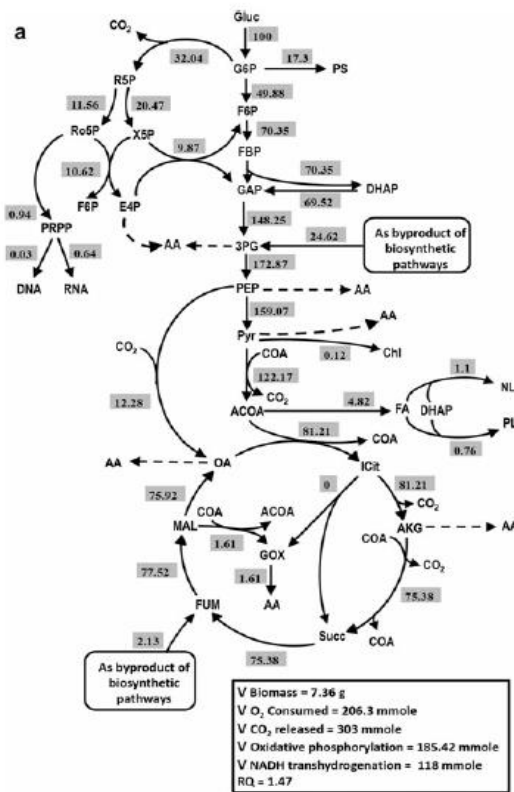 a
Gluc
100
CO2
32.04
G6P
17.3
PS
R5P
49.88
11.56
20.47
F6P
70.35
Ru5P
X5P
9.87
FBP
70.35
10.62
GAP
DHAP
69.52
F6P
E4P
148.25
0.94
PRPP
AA
3PG
24.62
As byproduct of
biosynthetic
pathways
0.03
0.64
172.87
DNA
RNA
PEP
AA
159.07
AA
Pyr
CO2
COA
0.12
Chl
122.17
CO2
1.1
NL
12.28
ACOA
4.82
FA
DHAP
81.21
0.76
PL
AA
OA
COA
ICit
75.92
0
81.21
CO2
COA
ACOA
MAL
AKG
AA
1.61
GOX
COA
CO2
77.52
1.61
75.38
FUM
AA
2.13
Succ
COA
75.38
As byproduct of
biosynthetic
pathways
V Biomass = 7.36 g
V O2 Consumed = 206.3 mmole
V CO2 released = 303 mmole
V Oxidative phosphorylation = 185.42 mmole
V NADH transhydrogenation = 118 mmole
RQ = 1.47